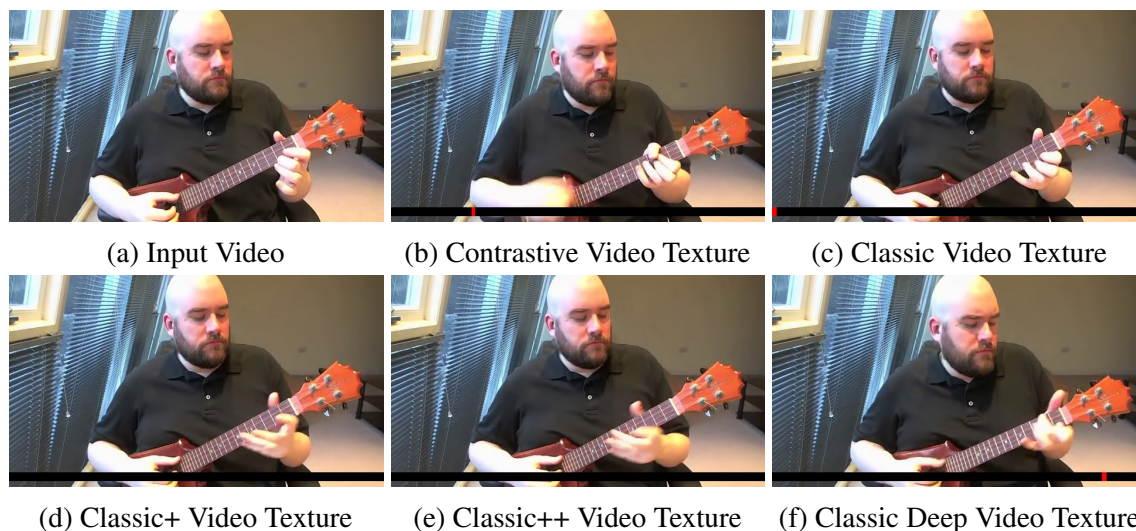 (a) Input Video
(b) Contrastive Video Texture
(c) Classic Video Texture
(d) Classic+ Video Texture
(e) Classic++ Video Texture
(f) Classic Deep Video Texture